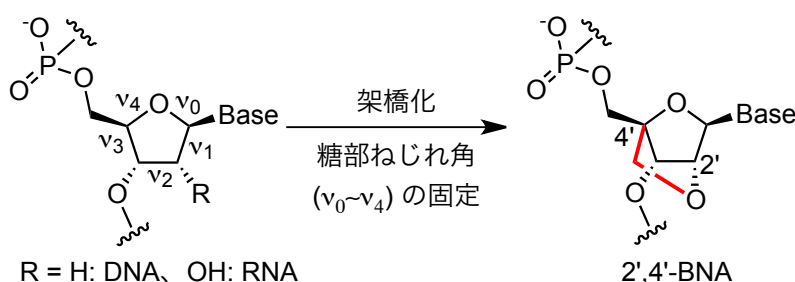 -O
P
O
O
O
ν4
ν0
Base
ν3
ν1
ν2
O
R
R = H: DNA、OH: RNA
架橋化
糖部ねじれ角
(ν0~ν4) の固定
-O
P
O
O
O
Base
4'
2'
O
O
2',4'-BNA